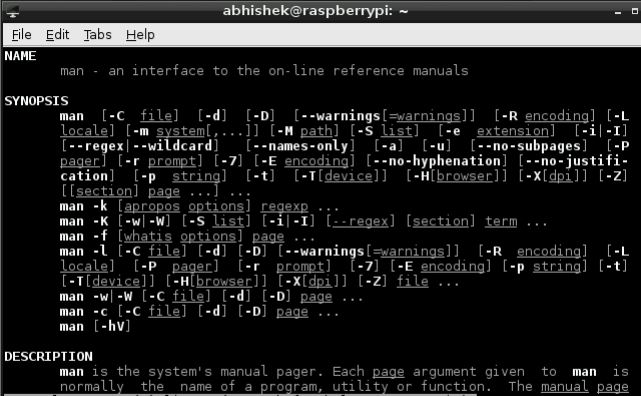 abhishek@raspberrypi: ~
File Edit Tabs Help
NAME
man - an interface to the on-line reference manuals
SYNOPSIS
man [-C file] [-d] [-D] [--warnings[=warnings]] [-R encoding] [-L
locale] [-m system[,...]] [-M path] [-S list] [-e extension] [-i|-I]
[--regex|--wildcard] [--names-only] [-a] [-u] [--no-subpages] [-P
pager] [-r prompt] [-7] [-E encoding] [--no-hyphenation] [--no-justifi-
cation] [-p string] [-t] [-T[device]] [-H[browser]] [-X[dpi]] [-Z]
[[section] page ...] ...
man -k [apropos options] regexp ...
man -K [-w|-W] [-S list] [-i|-I] [--regex] [section] term ...
man -f [whatis options] page ...
man -l [-C file] [-d] [-D] [--warnings[=warnings]] [-R encoding] [-L
locale] [-P pager] [-r prompt] [-7] [-E encoding] [-p string] [-t]
[-T[device]] [-H[browser]] [-X[dpi]] [-Z] file ...
man -w|-W [-C file] [-d] [-D] page ...
man -c [-C file] [-d] [-D] page ...
man [-hV]
DESCRIPTION
man is the system's manual pager. Each page argument given to man is
normally the name of a program, utility or function. The manual page